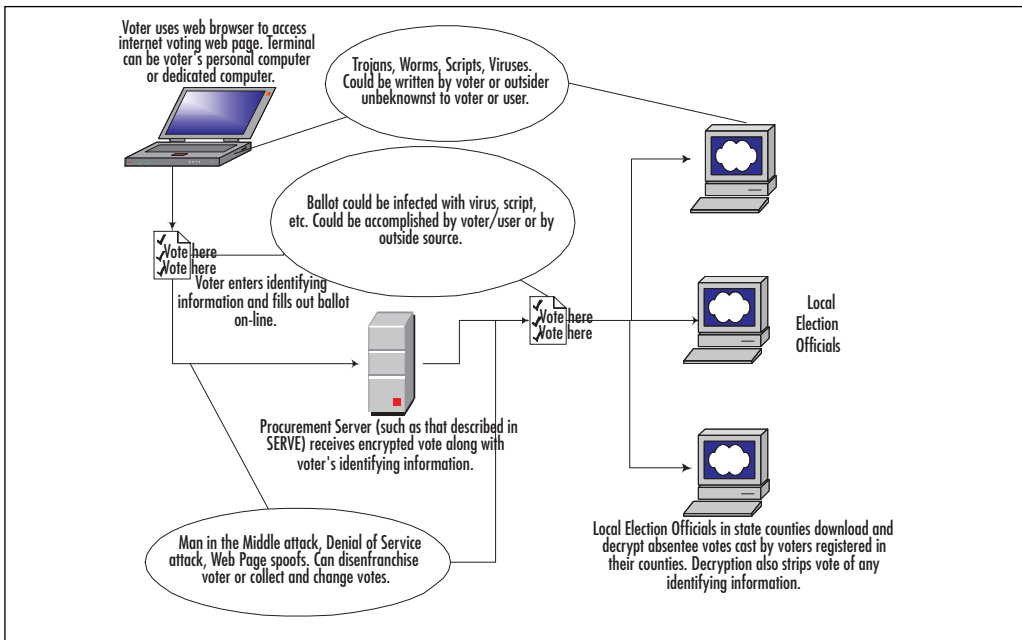 Voter uses web browser to access
internet voting web page. Terminal
can be voter's personal computer
or dedicated computer.
Trojans, Worms, Scripts, Viruses.
Could be written by voter or outsider
unbeknownst to voter or user.
Ballot could be infected with virus, script,
etc. Could be accomplished by voter/user or by
outside source.
Vote here
Vote here
Voter enters identifying
information and fills out ballot
on-line.
Vote here
Vote here
Local
Election
Officials
Procurement Server (such as that described in
SERVE) receives encrypted vote along with
voter's identifying information.
Man in the Middle attack, Denial of Service
attack, Web Page spoofs. Can disenfranchise
voter or collect and change votes.
Local Election Officials in state counties download and
decrypt absentee votes cast by voters registered in
their counties. Decryption also strips vote of any
identifying information.